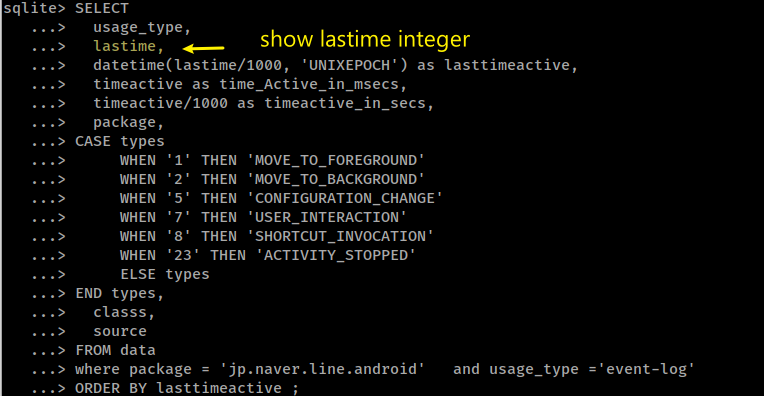 sqlite> SELECT
...> usage_type,
...> lastime,
show lastime integer
...> datetime(lastime/1000, 'UNIXEPOCH') as lasttimeactive,
...> timeactive as time_Active_in_msecs,
...> timeactive/1000 as timeactive_in_secs,
...> package,
...> CASE types
...> WHEN '1' THEN 'MOVE_TO_FOREGROUND'
...> WHEN '2' THEN 'MOVE_TO_BACKGROUND'
...> WHEN '5' THEN 'CONFIGURATION_CHANGE'
...> WHEN '7' THEN 'USER_INTERACTION'
...> WHEN '8' THEN 'SHORTCUT_INVOCATION'
...> WHEN '23' THEN 'ACTIVITY_STOPPED'
...> ELSE types
...> END types,
...> classs,
...> source
...> FROM data
...> where package = 'jp.naver.line.android' and usage_type ='event-log'
...> ORDER BY lasttimeactive ;